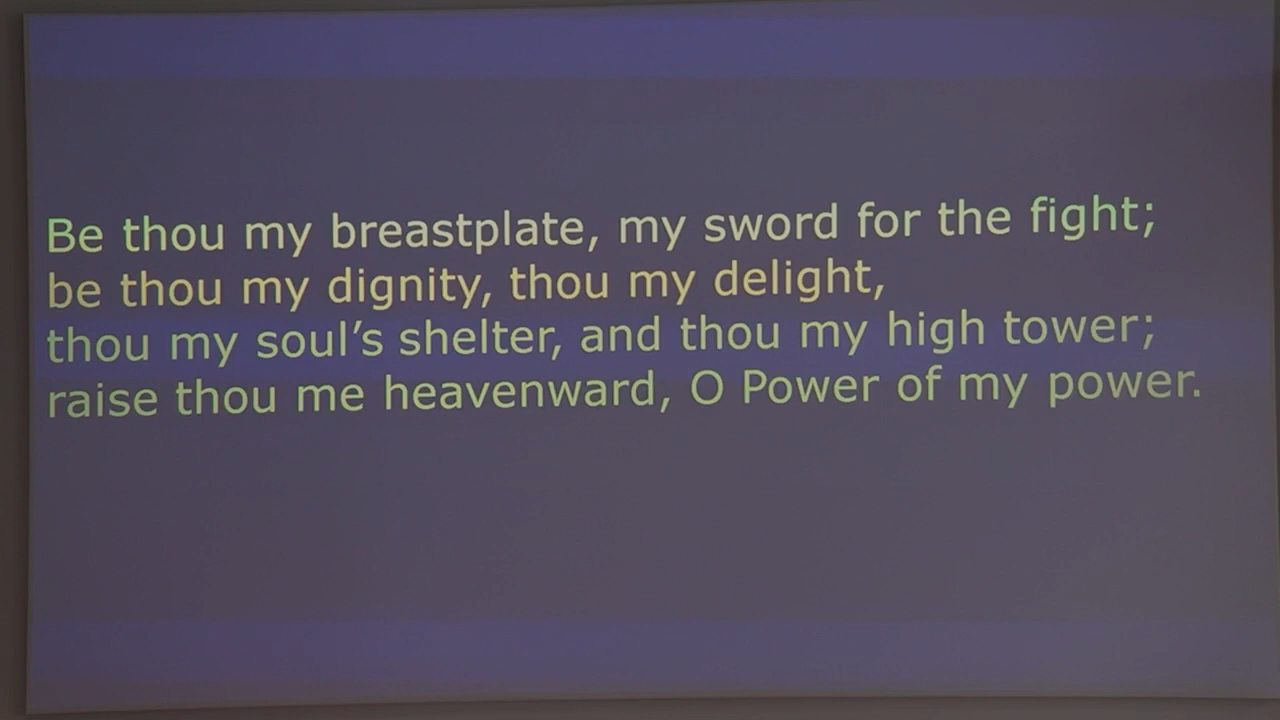 Be thou my breastplate, my sword for the fight;
be thou my dignity, thou my delight,
thou my soul’s shelter, and thou my high tower;
raise thou me heavenward, O Power of my power.